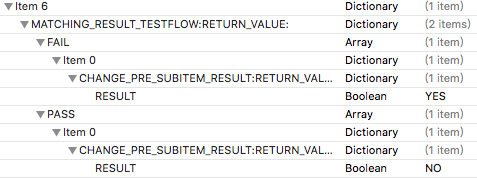 Item 6 Dictionary (1 item)
MATCHING_RESULT_TESTFLOW:RETURN_VALUE: Dictionary (2 items)
FAIL Array (1 item)
Item 0 Dictionary (1 item)
CHANGE_PRE_SUBITEM_RESULT:RETURN_VAL... Dictionary (1 item)
RESULT Boolean YES
PASS Array (1 item)
Item 0 Dictionary (1 item)
CHANGE_PRE_SUBITEM_RESULT:RETURN_VAL... Dictionary (1 item)
RESULT Boolean NO